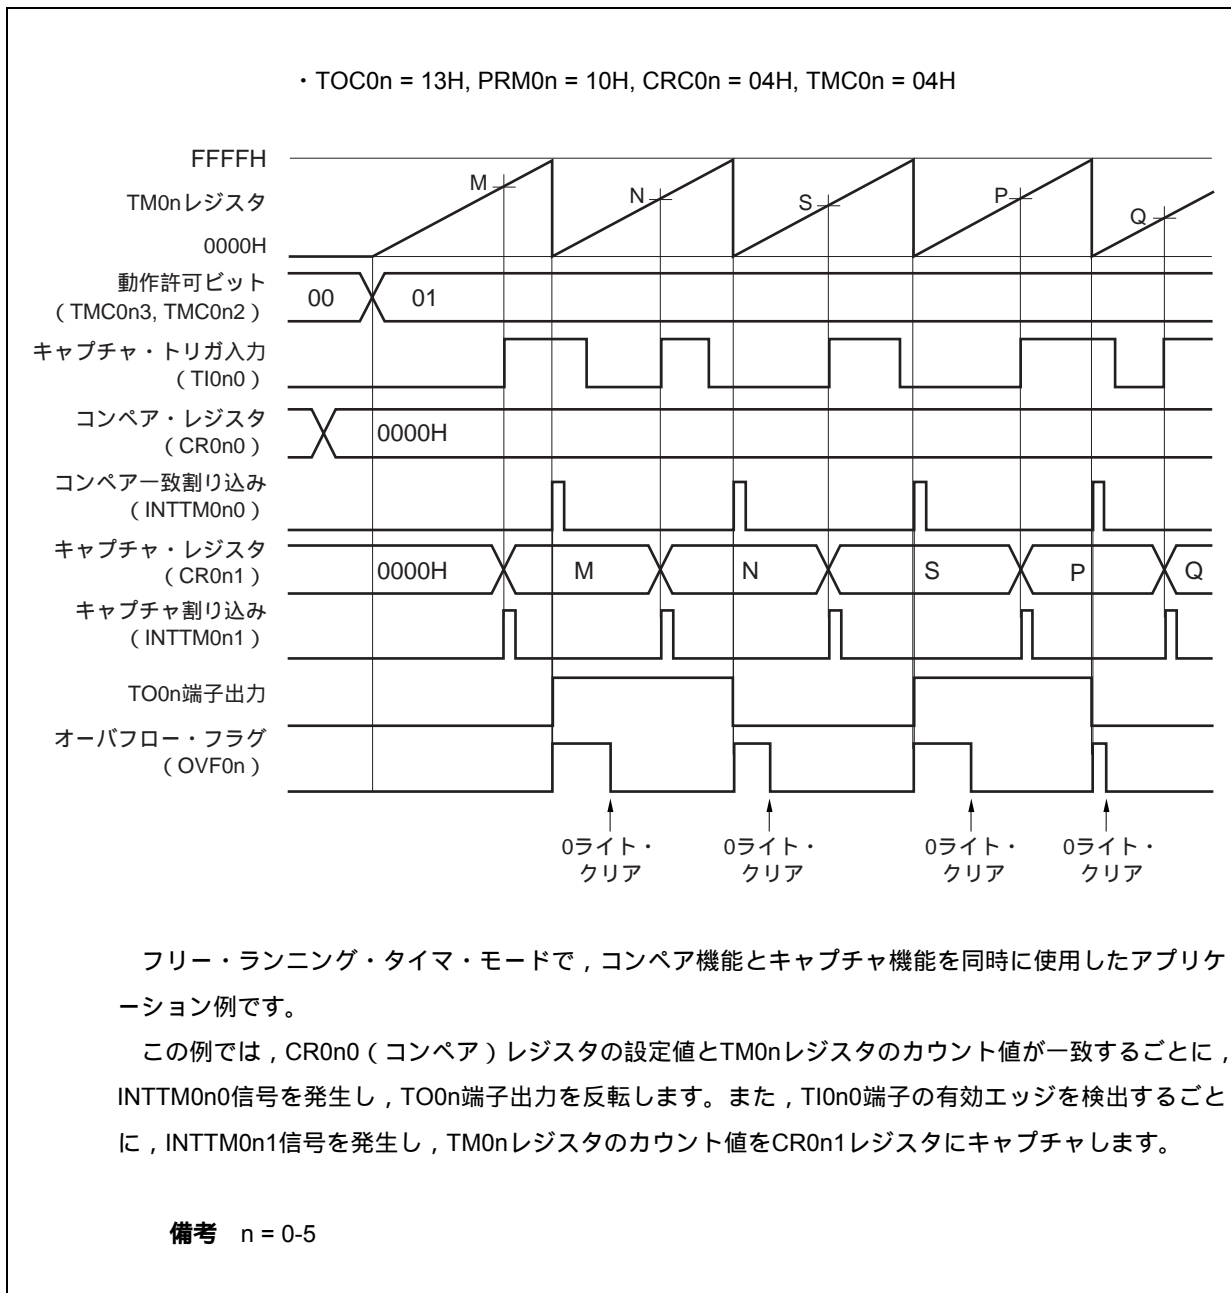 ・TOC0n = 13H, PRM0n = 10H, CRC0n = 04H, TMC0n = 04H
FFFFH
TM0nレジスタ
0000H
M
N
S
P
Q
動作許可ビット
（TMC0n3, TMC0n2）
00
01
キャプチャ・トリガ入力
（TI0n0）
コンペア・レジスタ
（CR0n0）
0000H
コンペア一致割り込み
（INTTM0n0）
キャプチャ・レジスタ
（CR0n1）
0000H
M
N
S
P
Q
キャプチャ割り込み
（INTTM0n1）
TO0n端子出力
オーバフロー・フラグ
（OVF0n）
0ライト・
クリア
0ライト・
クリア
0ライト・
クリア
0ライト・
クリア
フリー・ランニング・タイマ・モードで，コンペア機能とキャプチャ機能を同時に使用したアプリケ
ーション例です。
この例では，CR0n0（コンペア）レジスタの設定値とTM0nレジスタのカウント値が一致するごとに，
INTTM0n0信号を発生し，TO0n端子出力を反転します。また，TI0n0端子の有効エッジを検出するごと
に，INTTM0n1信号を発生し，TM0nレジスタのカウント値をCR0n1レジスタにキャプチャします。
備考 n = 0-5